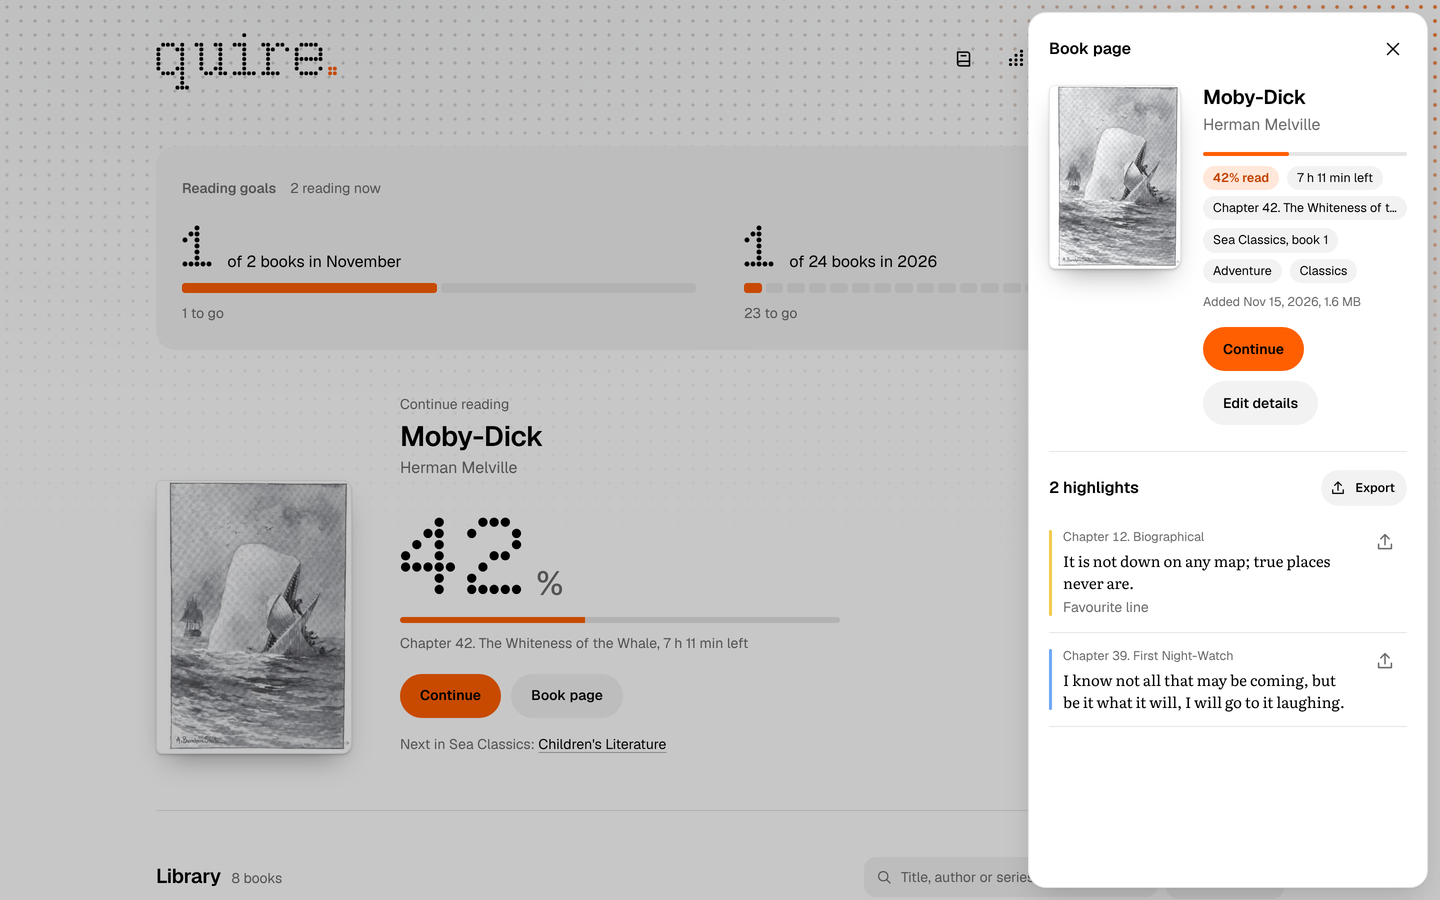 quire.
Reading goals 2 reading now
1 of 2 books in November
1 to go
1 of 24 books in 2026
23 to go
Continue reading
Moby-Dick
Herman Melville
42 %
Chapter 42. The Whiteness of the Whale, 7 h 11 min left
Continue
Book page
Next in Sea Classics: Children's Literature
Library 8 books
Title, author or series
Book page
Moby-Dick
Herman Melville
42% read
7 h 11 min left
Chapter 42. The Whiteness of t...
Sea Classics, book 1
Adventure
Classics
Added Nov 15, 2026, 1.6 MB
Continue
Edit details
2 highlights
Export
Chapter 12. Biographical
It is not down on any map; true places
never are.
Favourite line
Chapter 39. First Night-Watch
I know not all that may be coming, but
be it what it will, I will go to it laughing.